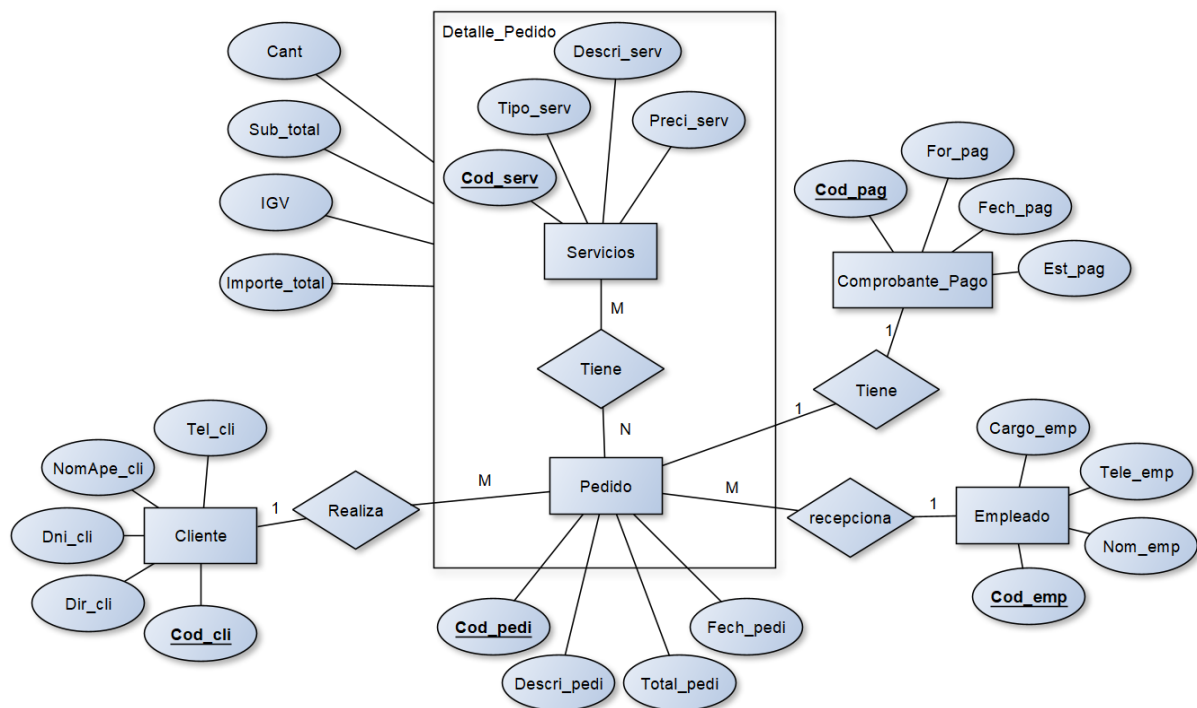 Detalle_Pedido
Cant
Sub_total
IGV
Importe_total
Descri_serv
Tipo_serv
Preci_serv
Cod_serv
Servicios
M
Tiene
N
For_pag
Cod_pag
Fech_pag
Est_pag
Comprobante_Pago
1
Tiene
1
Tel_cli
NomApe_cli
Dni_cli
Dir_cli
Cod_cli
Cliente
1
Realiza
M
Pedido
M
recepciona
1
Empleado
Cargo_emp
Tele_emp
Nom_emp
Cod_emp
Cod_pedi
Descri_pedi
Total_pedi
Fech_pedi